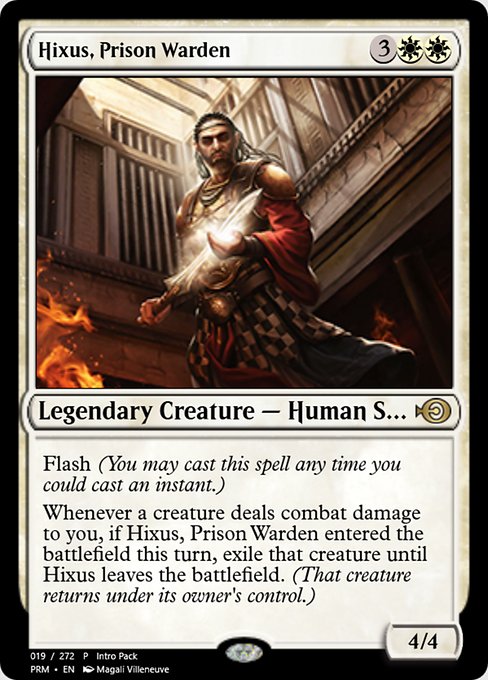 Hixus, Prison Warden 3
Legendary Creature — Human S...
Flash (You may cast this spell any time you
could cast an instant.)
Whenever a creature deals combat damage
to you, if Hixus, Prison Warden entered the
battlefield this turn, exile that creature until
Hixus leaves the battlefield. (That creature
returns under its owner's control.)
4/4
019 / 272 P Intro Pack
PRM • EN Magali Villeneuve